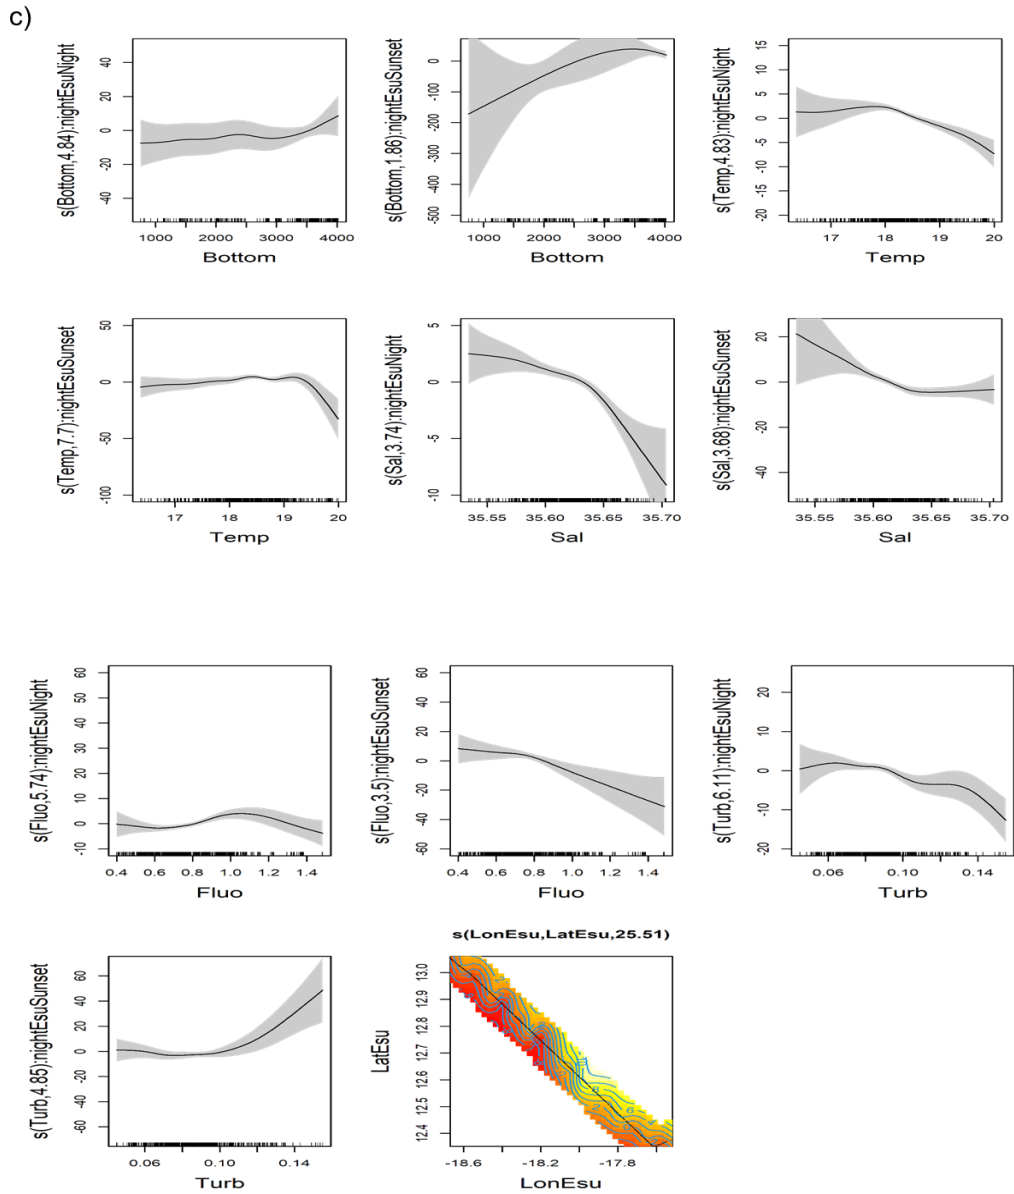 c)
s(Bottom,4.84):nightEsuNight
40
20
0
20
40
1000 2000 3000 4000
Bottom
s(Bottom,1.86):nightEsuSunset
0
-100
-200
-300
-400
-500
1000 2000 3000 4000
Bottom
s(Temp,4.83):nightEsuNight
15
10
5
0
-5
-10
-20
17 18 19 20
Temp
s(Temp,7.7):nightEsuSunset
50
0
-50
-100
17 18 19 20
Temp
s(Sal,3.74):nightEsuNight
5
0
-5
-10
35.55 35.60 35.65 35.70
Sal
s(Sal,3.68):nightEsuSunset
20
0
-20
40
35.55 35.60 35.65 35.70
Sal
s(Fluo,5.74):nightEsuNight
60
50
40
30
20
10
0
-10
0.4 0.6 0.8 1.0 1.2 1.4
Fluo
s(Fluo,3.5):nightEsuSunset
60
40
20
0
-20
-40
-60
0.4 0.6 0.8 1.0 1.2 1.4
Fluo
s(Turb,6.11):nightEsuNight
20
10
0
-10
-20
0.06 0.10 0.14
Turb
s(Turb,4.85):nightEsuSunset
60
40
20
0
-20
-40
-60
0.06 0.10 0.14
Turb
s(LonEsu,LatEsu,25.51)
LatEsu
13.0
12.9
12.8
12.7
12.6
12.5
12.4
-18.6 -18.2 -17.8
LonEsu